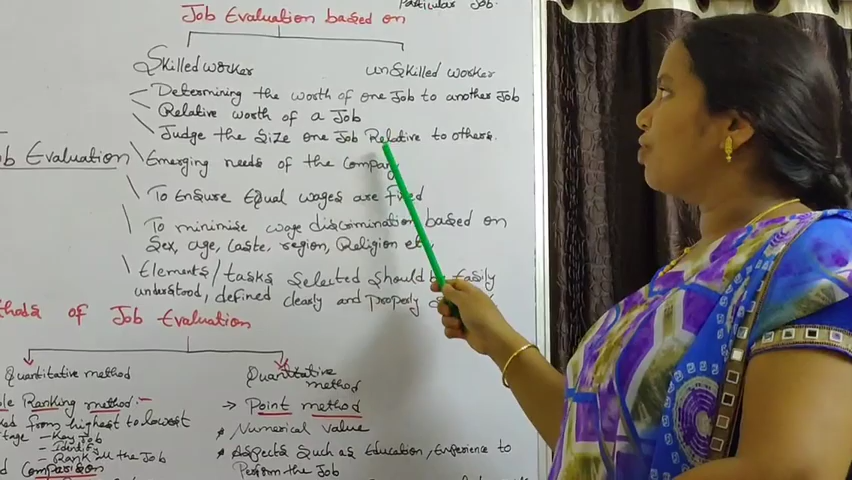 Particular Job.
Job Evaluation based on
Skilled worker
unskilled worker
Determining the worth of one Job to another Job
Relative worth of a Job
Judge the size one Job Relative to others.
Job Evaluation
Emerging needs of the Company
To Ensure Equal wages are fixed
To minimise wage discrimination based on
Sex, age, Caste, region, Religion etc,
Elements/tasks selected should be Easily
understood, defined clearly and properly
of Job Evaluation
Quantitative method
Quantitative
method
Ranking method:-
-> Point method
from highest to lowest
Numerical value
- Key Job
- Identify
- Rank all the Job
* Aspects such as Education, Experience to
Perform the Job
Comparison